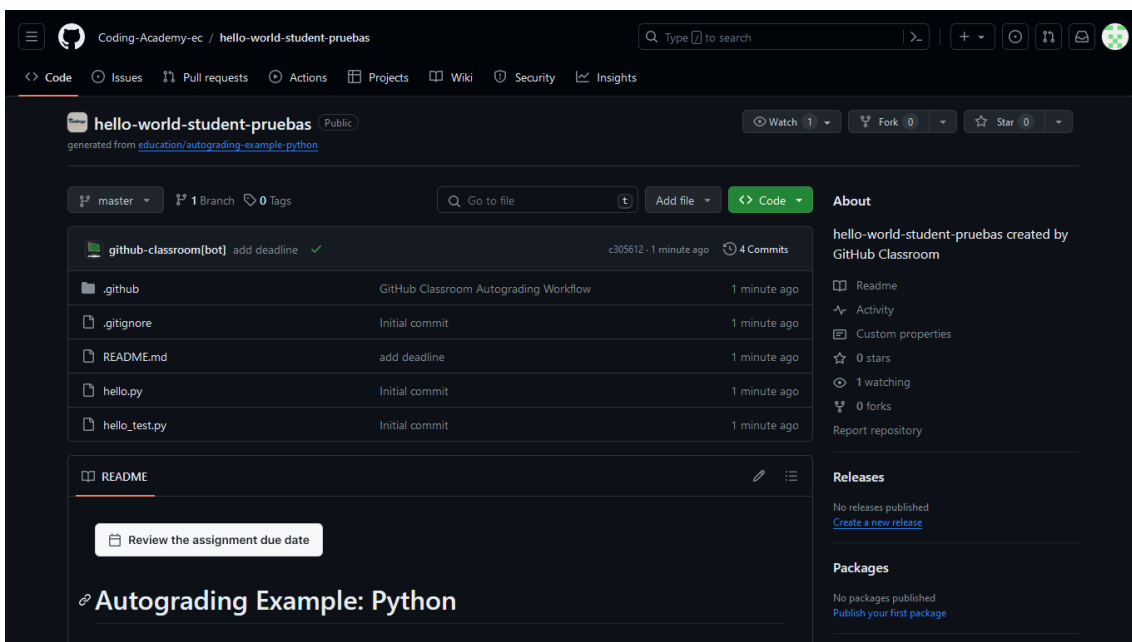 Coding-Academy-ec / hello-world-student-pruebas
Type / to search
Code Issues Pull requests Actions Projects Wiki Security Insights
hello-world-student-pruebas Public
generated from education/autograding-example-python
Watch 1 Fork 0 Star 0
master 1 Branch 0 Tags Go to file t Add file Code
github-classroom[bot] add deadline c305612 · 1 minute ago 4 Commits
.github GitHub Classroom Autograding Workflow 1 minute ago
.gitignore Initial commit 1 minute ago
README.md add deadline 1 minute ago
hello.py Initial commit 1 minute ago
hello_test.py Initial commit 1 minute ago
README
Review the assignment due date
Autograding Example: Python
About
hello-world-student-pruebas created by
GitHub Classroom
Readme
Activity
Custom properties
0 stars
1 watching
0 forks
Report repository
Releases
No releases published
Create a new release
Packages
No packages published
Publish your first package